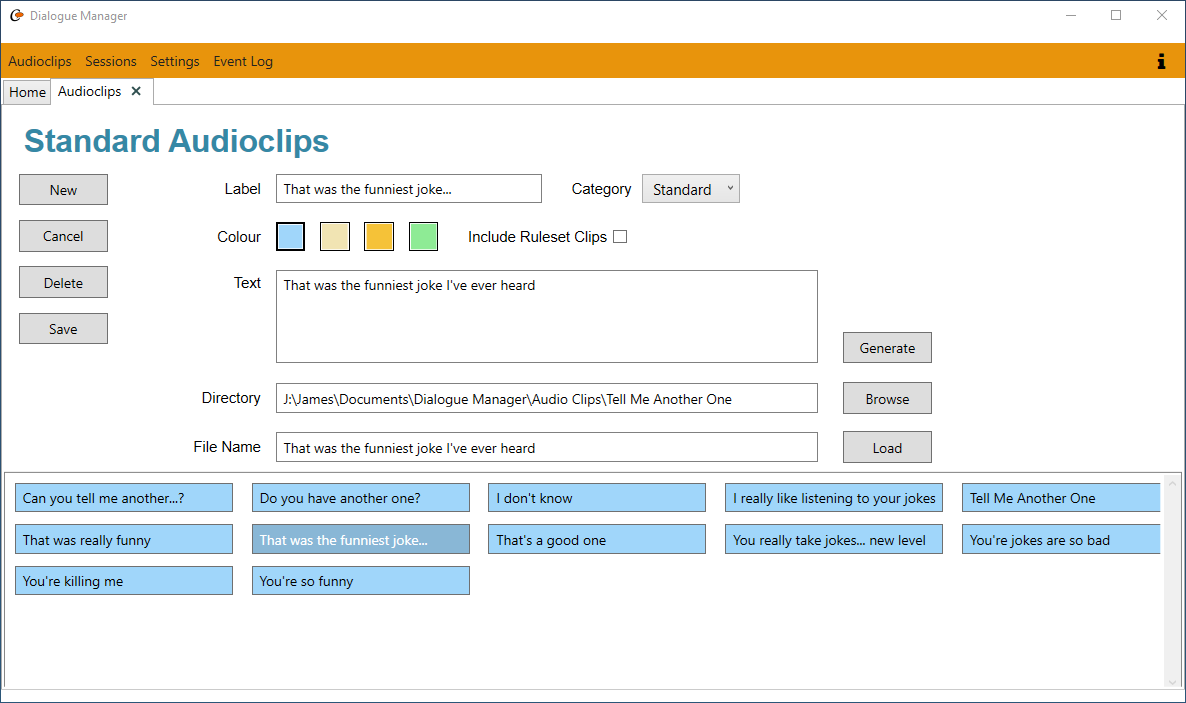 Dialogue Manager
Audioclips Sessions Settings Event Log i
Home Audioclips
Standard Audioclips
New Label That was the funniest joke... Category Standard
Cancel Colour Include Ruleset Clips
Delete Text That was the funniest joke I've ever heard
Save
Generate
Directory J:\James\Documents\Dialogue Manager\Audio Clips\Tell Me Another One Browse
File Name That was the funniest joke I've ever heard Load
Can you tell me another...? Do you have another one? I don't know I really like listening to your jokes Tell Me Another One
That was really funny That was the funniest joke... That's a good one You really take jokes... new level You're jokes are so bad
You're killing me You're so funny